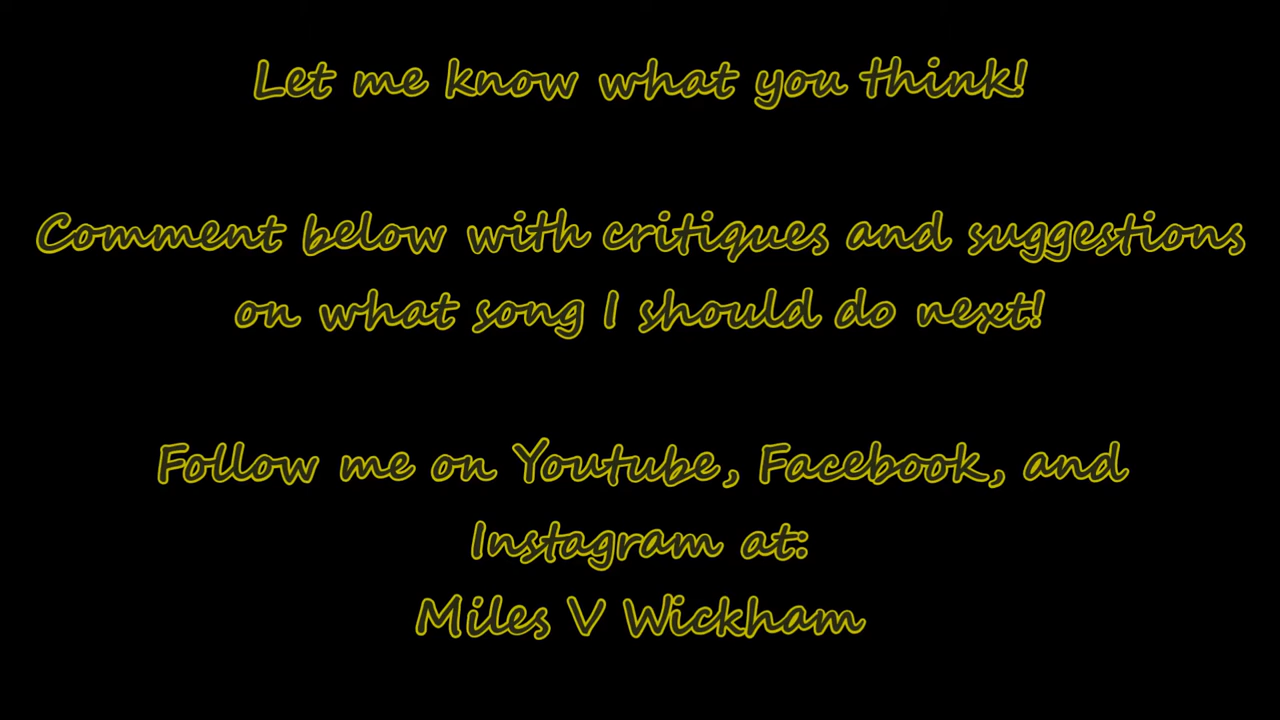 Let me know what you think!
Comment below with critiques and suggestions
on what song I should do next!
Follow me on Youtube, Facebook, and
Instagram at:
Miles V Wickham